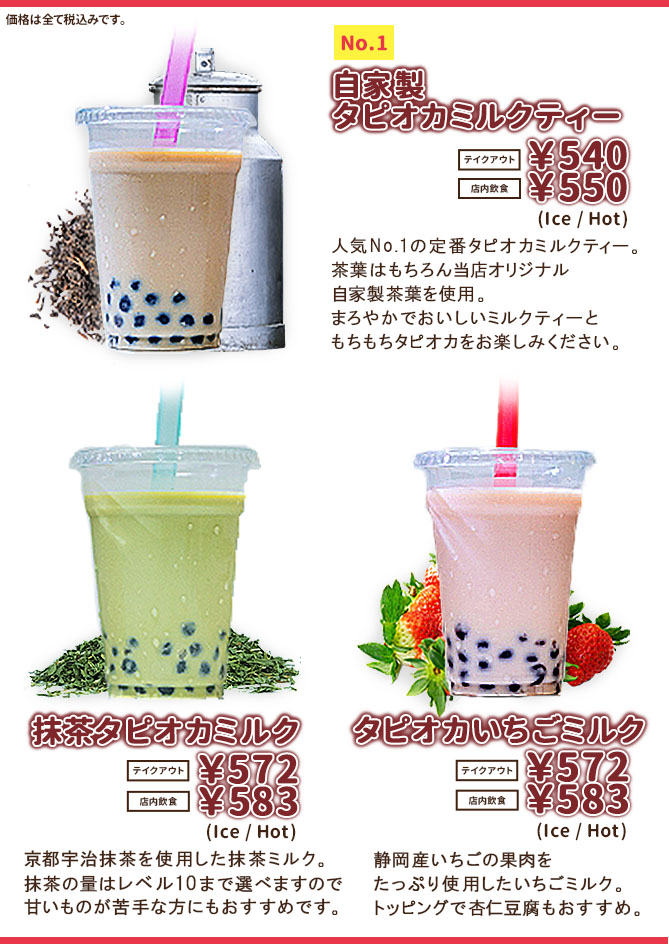 価格は全て税込みです。
No.1
自家製
タピオカミルクティー
テイクアウト ￥540
店内飲食 ￥550
(Ice / Hot)
人気No.1の定番タピオカミルクティー。
茶葉はもちろん当店オリジナル
自家製茶葉を使用。
まろやかでおいしいミルクティーと
もちもちタピオカをお楽しみください。
抹茶タピオカミルク
テイクアウト ￥572
店内飲食 ￥583
(Ice / Hot)
京都宇治抹茶を使用した抹茶ミルク。
抹茶の量はレベル10まで選べますので
甘いものが苦手な方にもおすすめです。
タピオカいちごミルク
テイクアウト ￥572
店内飲食 ￥583
(Ice / Hot)
静岡産いちごの果肉を
たっぷり使用したいちごミルク。
トッピングで杏仁豆腐もおすすめ。